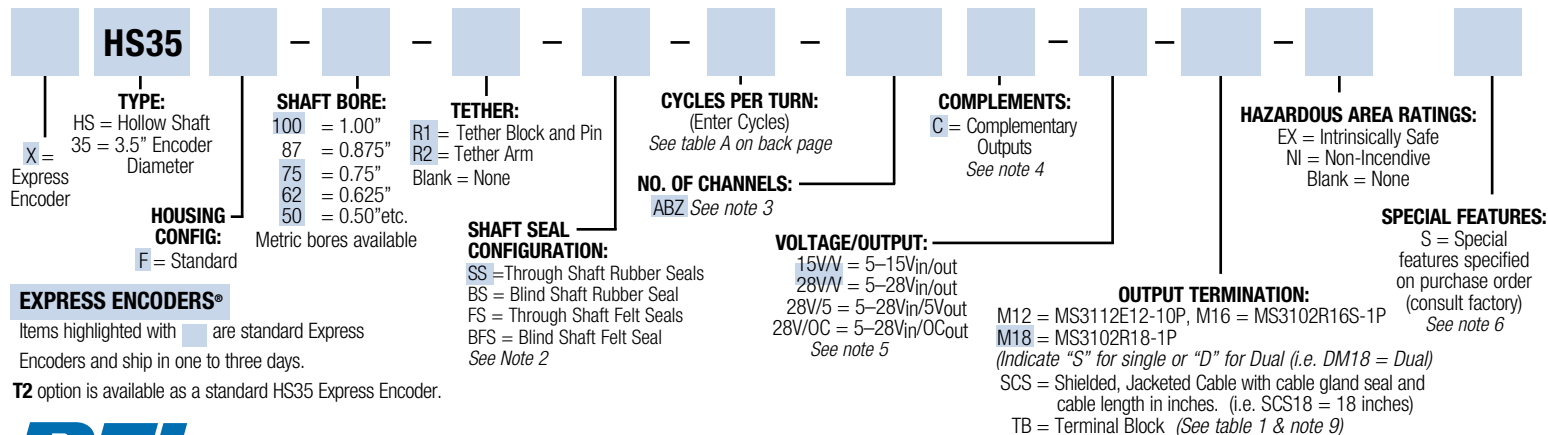 HS35 – – – – – – – –
TYPE:
HS = Hollow Shaft
35 = 3.5” Encoder
Diameter
X =
Express
Encoder
HOUSING
CONFIG:
F = Standard
SHAFT BORE:
100 = 1.00”
87 = 0.875”
75 = 0.75”
62 = 0.625”
50 = 0.50”etc.
Metric bores available
TETHER:
R1 = Tether Block and Pin
R2 = Tether Arm
Blank = None
SHAFT SEAL
CONFIGURATION:
SS =Through Shaft Rubber Seals
BS = Blind Shaft Rubber Seal
FS = Through Shaft Felt Seals
BFS = Blind Shaft Felt Seal
See Note 2
CYCLES PER TURN:
(Enter Cycles)
See table A on back page
NO. OF CHANNELS:
ABZ See note 3
COMPLEMENTS:
C = Complementary
Outputs
See note 4
VOLTAGE/OUTPUT:
15V/V = 5–15Vin/out
28V/V = 5–28Vin/out
28V/5 = 5–28Vin/5Vout
28V/OC = 5–28Vin/OCout
See note 5
OUTPUT TERMINATION:
M12 = MS3112E12-10P, M16 = MS3102R16S-1P
M18 = MS3102R18-1P
(Indicate “S” for single or “D” for Dual (i.e. DM18 = Dual)
SCS = Shielded, Jacketed Cable with cable gland seal and
cable length in inches. (i.e. SCS18 = 18 inches)
TB = Terminal Block (See table 1 & note 9)
HAZARDOUS AREA RATINGS:
EX = Intrinsically Safe
NI = Non-Incendive
Blank = None
SPECIAL FEATURES:
S = Special
features specified
on purchase order
(consult factory)
See note 6
EXPRESS ENCODERS®
Items highlighted with are standard Express
Encoders and ship in one to three days.
T2 option is available as a standard HS35 Express Encoder.